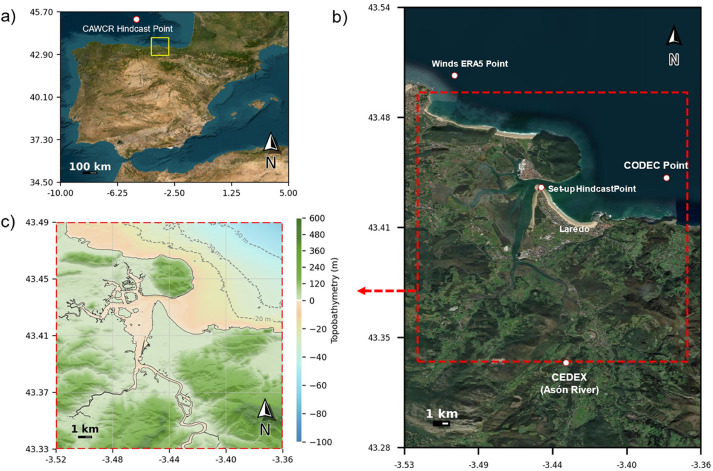 a)
45.70
42.90
40.10
37.30
34.50
-10.00
-6.25
-2.50
1.25
5.00
CAWCR Hindcast Point
100 km
N
b)
43.54
43.48
43.41
43.35
43.28
-3.53
-3.49
-3.44
-3.40
-3.36
Winds ERA5 Point
N
CODEC Point
Set-up Hindcast Point
Laredo
CEDEX
(Asón River)
1 km
c)
43.49
43.45
43.41
43.37
43.33
-3.52
-3.48
-3.44
-3.40
-3.36
50 m
20 m
1 km
N
600
480
360
240
120
0
-20
-40
-60
-80
-100
Topobathymetry (m)